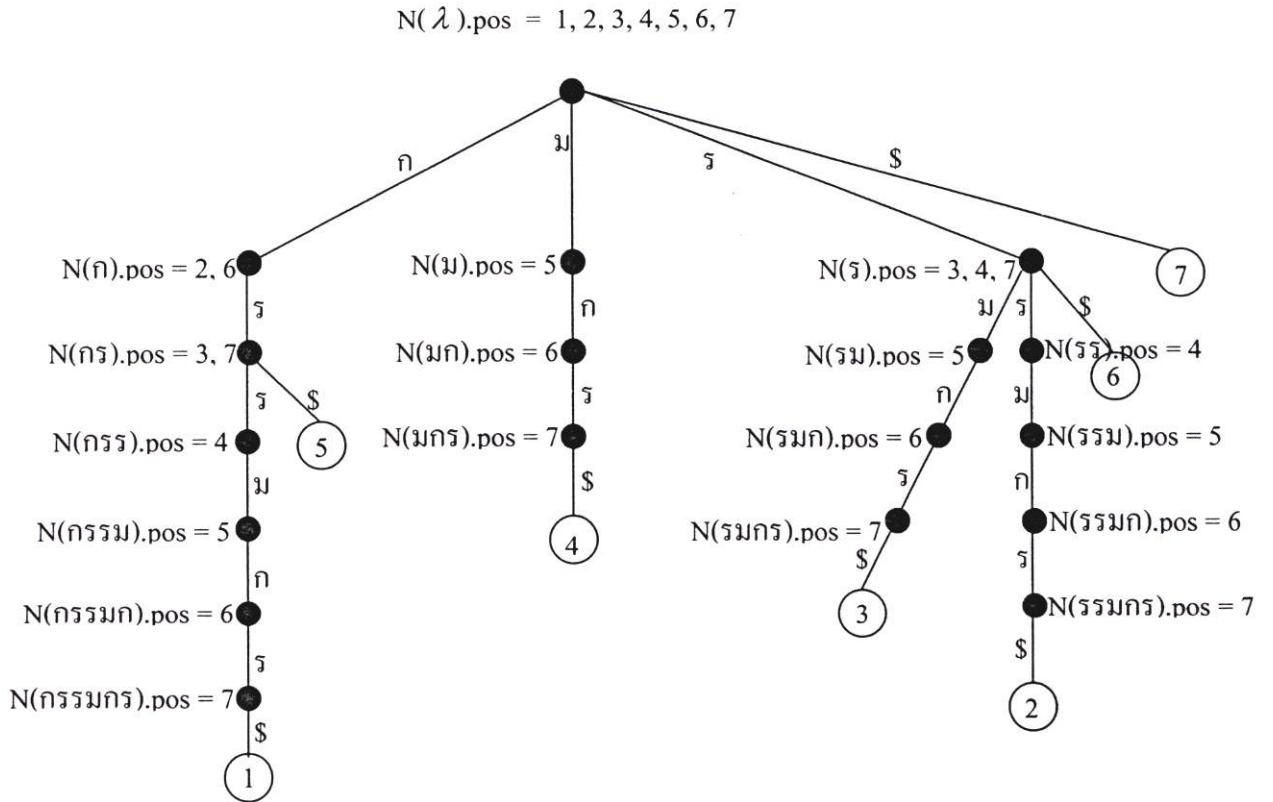 N(λ).pos = 1, 2, 3, 4, 5, 6, 7
ก ม ร $
N(ก).pos = 2, 6 N(ม).pos = 5 N(ร).pos = 3, 4, 7 7
ร ก ม ร $
N(กร).pos = 3, 7 N(มก).pos = 6 N(รม).pos = 5 N(รร).pos = 4
6
ร $ ร ก ม
N(กรร).pos = 4 5 N(มกร).pos = 7 N(รมก).pos = 6 N(รรม).pos = 5
ม $ ร ก
N(กรรม).pos = 5 4 N(รมกร).pos = 7 N(รรมก).pos = 6
ก $ ร
N(กรรมก).pos = 6 3 N(รรมกร).pos = 7
ร $
N(กรรมกร).pos = 7 2
$
1